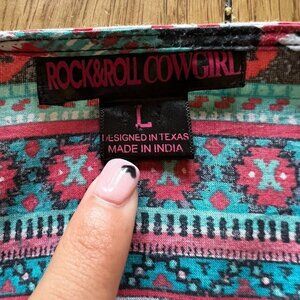 ROCK&ROLL COWGIRL
L
DESIGNED IN TEXAS
MADE IN INDIA